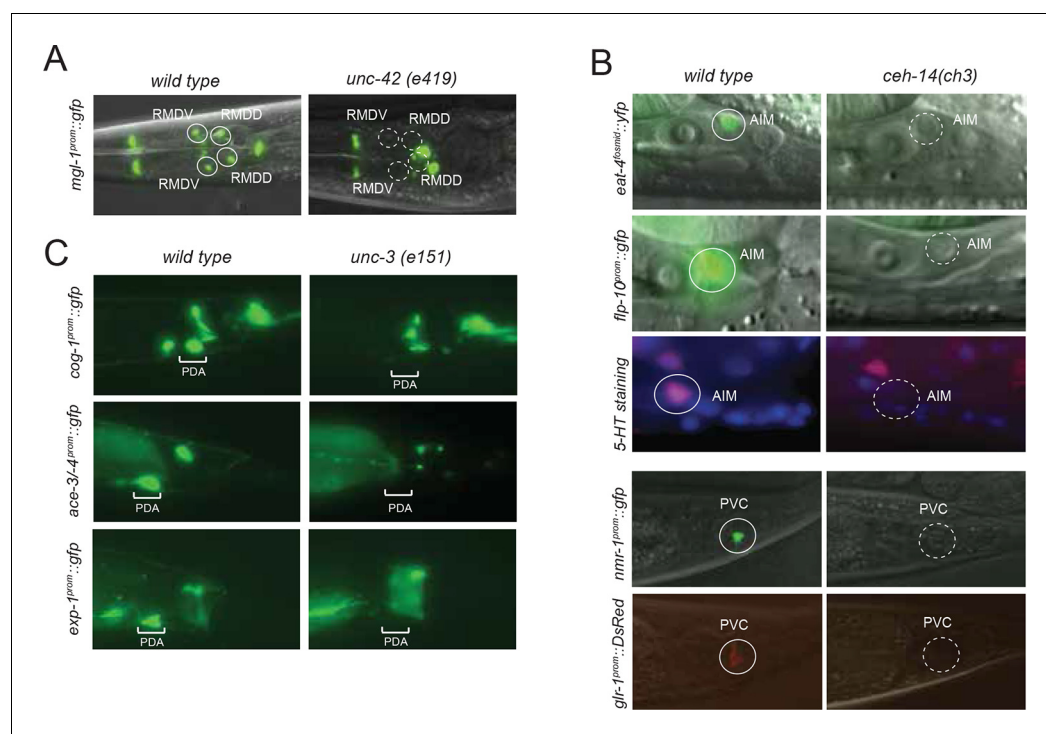 A
wild type
unc-42 (e419)
mgl-1prom::gfp
RMDV
RMDD
RMDV
RMDD
RMDV
RMDD
RMDV
RMDD
B
wild type
ceh-14(ch3)
eat-4fosmid::yfp
AIM
AIM
flp-10prom::gfp
AIM
AIM
5-HT staining
AIM
AIM
nmr-1prom::gfp
PVC
PVC
glr-1prom::DsRed
PVC
PVC
C
wild type
unc-3 (e151)
cog-1prom::gfp
PDA
PDA
ace-3/-4prom::gfp
PDA
PDA
exp-1prom::gfp
PDA
PDA